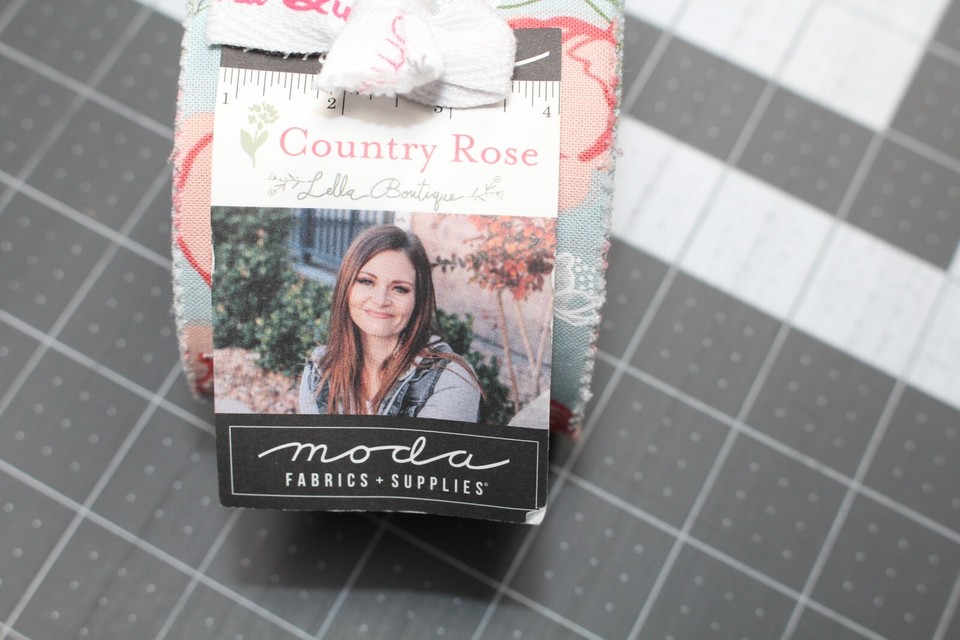 1 2 3 4
Country Rose
Lella Boutique
moda
FABRICS + SUPPLIES®